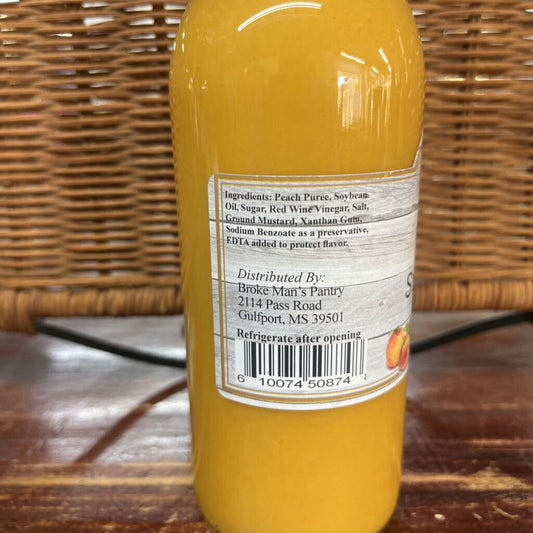 Ingredients: Peach Puree, Soybean
Oil, Sugar, Red Wine Vinegar, Salt,
Ground Mustard, Xanthan Gum,
Sodium Benzoate as a preservative,
EDTA added to protect flavor.
Distributed By:
Broke Man's Pantry
2114 Pass Road
Gulfport, MS 39501
Refrigerate after opening
6 10074 50874